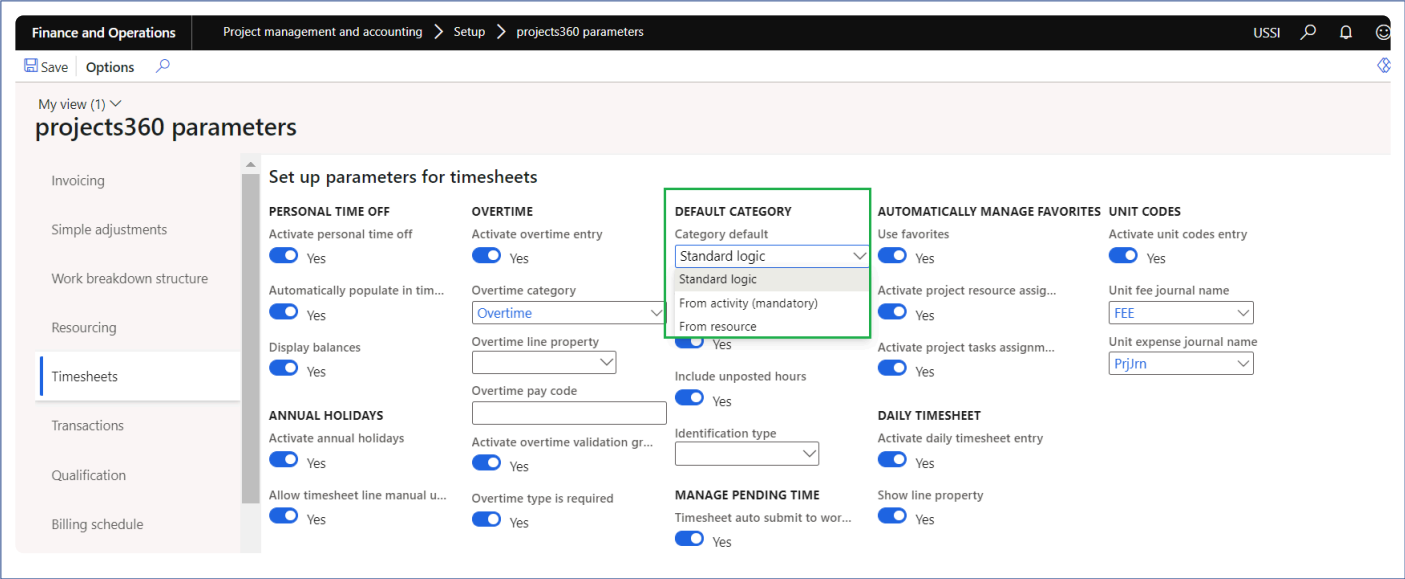 Finance and Operations
Project management and accounting > Setup > projects360 parameters
USSI
Save
Options
My view (1)
projects360 parameters
Invoicing
Simple adjustments
Work breakdown structure
Resourcing
Timesheets
Transactions
Qualification
Billing schedule
Set up parameters for timesheets
PERSONAL TIME OFF
Activate personal time off
Yes
Automatically populate in tim...
Yes
Display balances
Yes
ANNUAL HOLIDAYS
Activate annual holidays
Yes
Allow timesheet line manual u...
Yes
OVERTIME
Activate overtime entry
Yes
Overtime category
Overtime
Overtime line property
Overtime pay code
Activate overtime validation gr...
Yes
Overtime type is required
Yes
DEFAULT CATEGORY
Category default
Standard logic
Standard logic
From activity (mandatory)
From resource
Yes
Include unposted hours
Yes
Identification type
MANAGE PENDING TIME
Timesheet auto submit to wor...
Yes
AUTOMATICALLY MANAGE FAVORITES
Use favorites
Yes
Activate project resource assig...
Yes
Activate project tasks assignm...
Yes
DAILY TIMESHEET
Activate daily timesheet entry
Yes
Show line property
Yes
UNIT CODES
Activate unit codes entry
Yes
Unit fee journal name
FEE
Unit expense journal name
PrjJrn